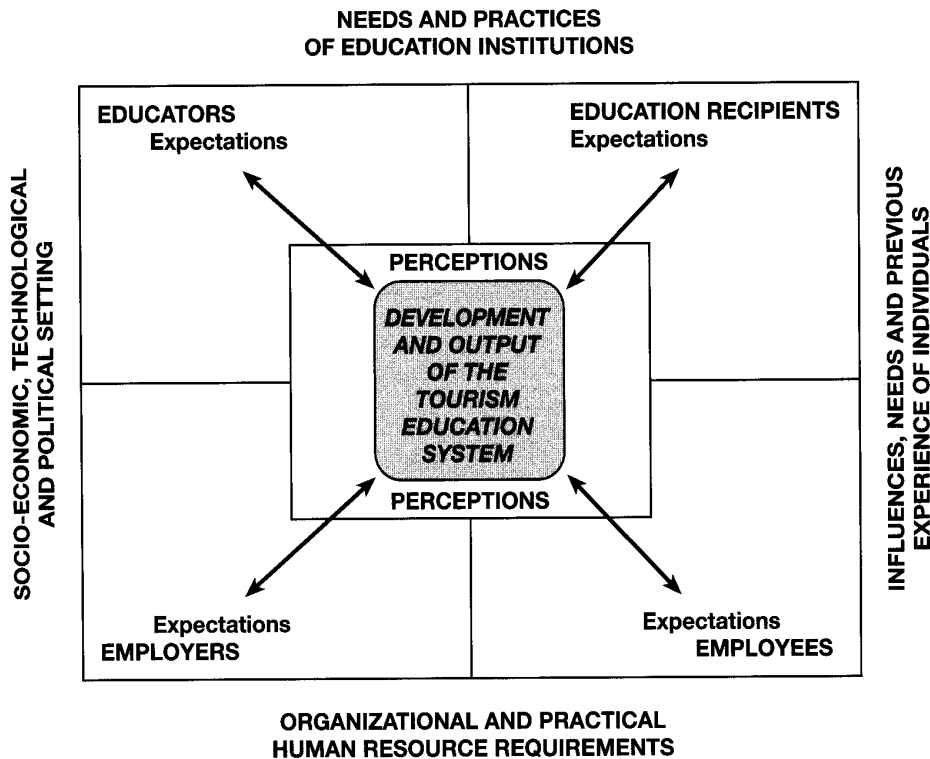 NEEDS AND PRACTICES
OF EDUCATION INSTITUTIONS
EDUCATORS
Expectations
EDUCATION RECIPIENTS
Expectations
SOCIO-ECONOMIC, TECHNOLOGICAL
AND POLITICAL SETTING
PERCEPTIONS
DEVELOPMENT
AND OUTPUT
OF THE
TOURISM
EDUCATION
SYSTEM
PERCEPTIONS
INFLUENCES, NEEDS AND PREVIOUS
EXPERIENCE OF INDIVIDUALS
Expectations
EMPLOYERS
Expectations
EMPLOYEES
ORGANIZATIONAL AND PRACTICAL
HUMAN RESOURCE REQUIREMENTS